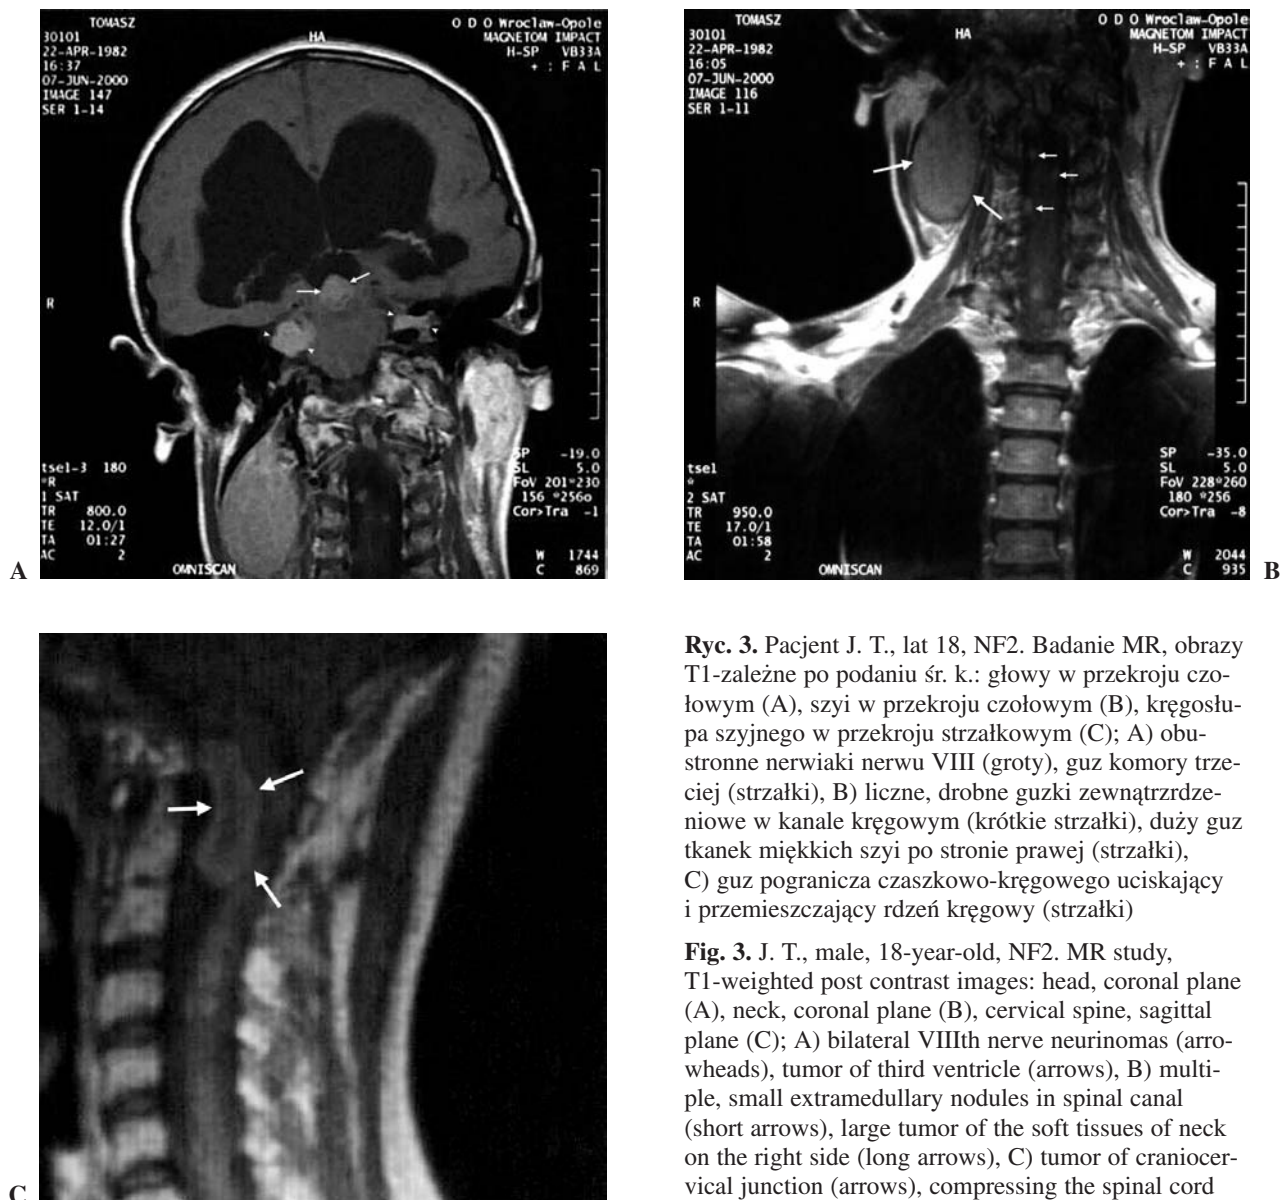 TOMASZ
30101
22-APR-1982
16:37
07-JUN-2000
IMAGE 147
SER 1-14
O D O Wroclaw-Opole
MAGNETOM IMPACT
H-SP VB33A
+ : F A L
HA
R
tse1-3 180
*R
1 SAT
TR 800.0
TE 12.0/1
TA 01:27
AC 2
OMNISCAN
SP -19.0
SL 5.0
FoV 201*230
156 *256o
Cor>Tra -1
W 1744
C 869
A
TOMASZ
30101
22-APR-1982
16:05
07-JUN-2000
IMAGE 116
SER 1-11
O D O Wroclaw-Opole
MAGNETOM IMPACT
H-SP VB33A
+ : F A L
HA
R
tse1
*
2 SAT
TR 950.0
TE 17.0/1
TA 01:58
AC 2
OMNISCAN
SP -35.0
SL 5.0
FoV 228*260
180 *256
Cor>Tra -8
W 2044
C 935
B
C
Ryc. 3. Pacjent J. T., lat 18, NF2. Badanie MR, obrazy
T1-zależne po podaniu śr. k.: głowy w przekroju czo-
łowym (A), szyi w przekroju czołowym (B), kręgosłu-
pa szyjnego w przekroju strzałkowym (C); A) obu-
stronne nerwiaki nerwu VIII (groty), guz komory trze-
ciej (strzałki), B) liczne, drobne guzki zewnątrzrdze-
niowe w kanale kręgowym (krótkie strzałki), duży guz
tkanek miękkich szyi po stronie prawej (strzałki),
C) guz pogranicza czaszkowo-kręgowego uciskający
i przemieszczający rdzeń kręgowy (strzałki)
Fig. 3. J. T., male, 18-year-old, NF2. MR study,
T1-weighted post contrast images: head, coronal plane
(A), neck, coronal plane (B), cervical spine, sagittal
plane (C); A) bilateral VIIIth nerve neurinomas (arro-
wheads), tumor of third ventricle (arrows), B) multi-
ple, small extramedullary nodules in spinal canal
(short arrows), large tumor of the soft tissues of neck
on the right side (long arrows), C) tumor of craniocer-
vical junction (arrows), compressing the spinal cord